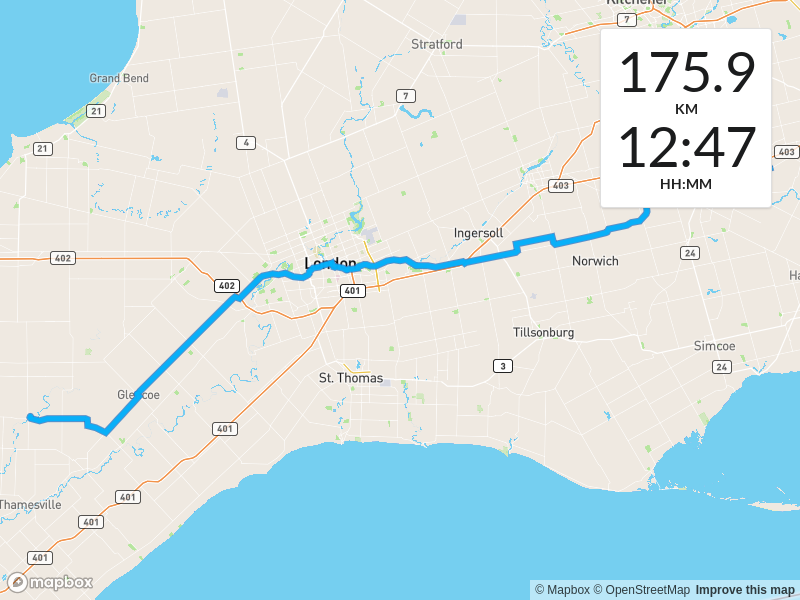 Kitchener
7
Stratford
175.9
KM
12:47
HH:MM
Grand Bend
7
21
4
21
403
403
Ingersoll
24
402
London
Norwich
402
401
Tillsonburg
Simcoe
3
24
St. Thomas
Glencoe
401
401
Thamesville
401
401
mapbox
© Mapbox © OpenStreetMap Improve this map